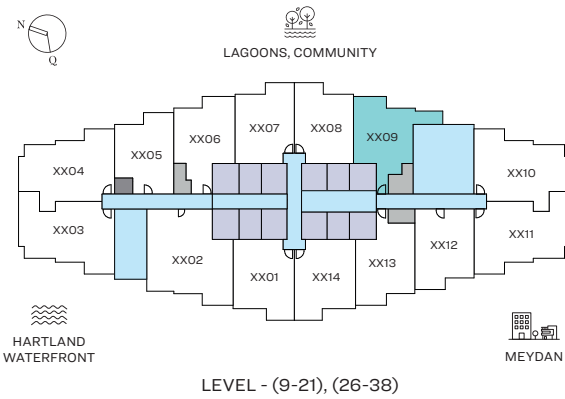 N
Q
LAGOONS, COMMUNITY
XX07
XX08
XX06
XX09
XX05
XX04
XX10
XX03
XX11
XX02
XX12
XX13
XX01
XX14
HARTLAND
WATERFRONT
MEYDAN
LEVEL - (9-21), (26-38)